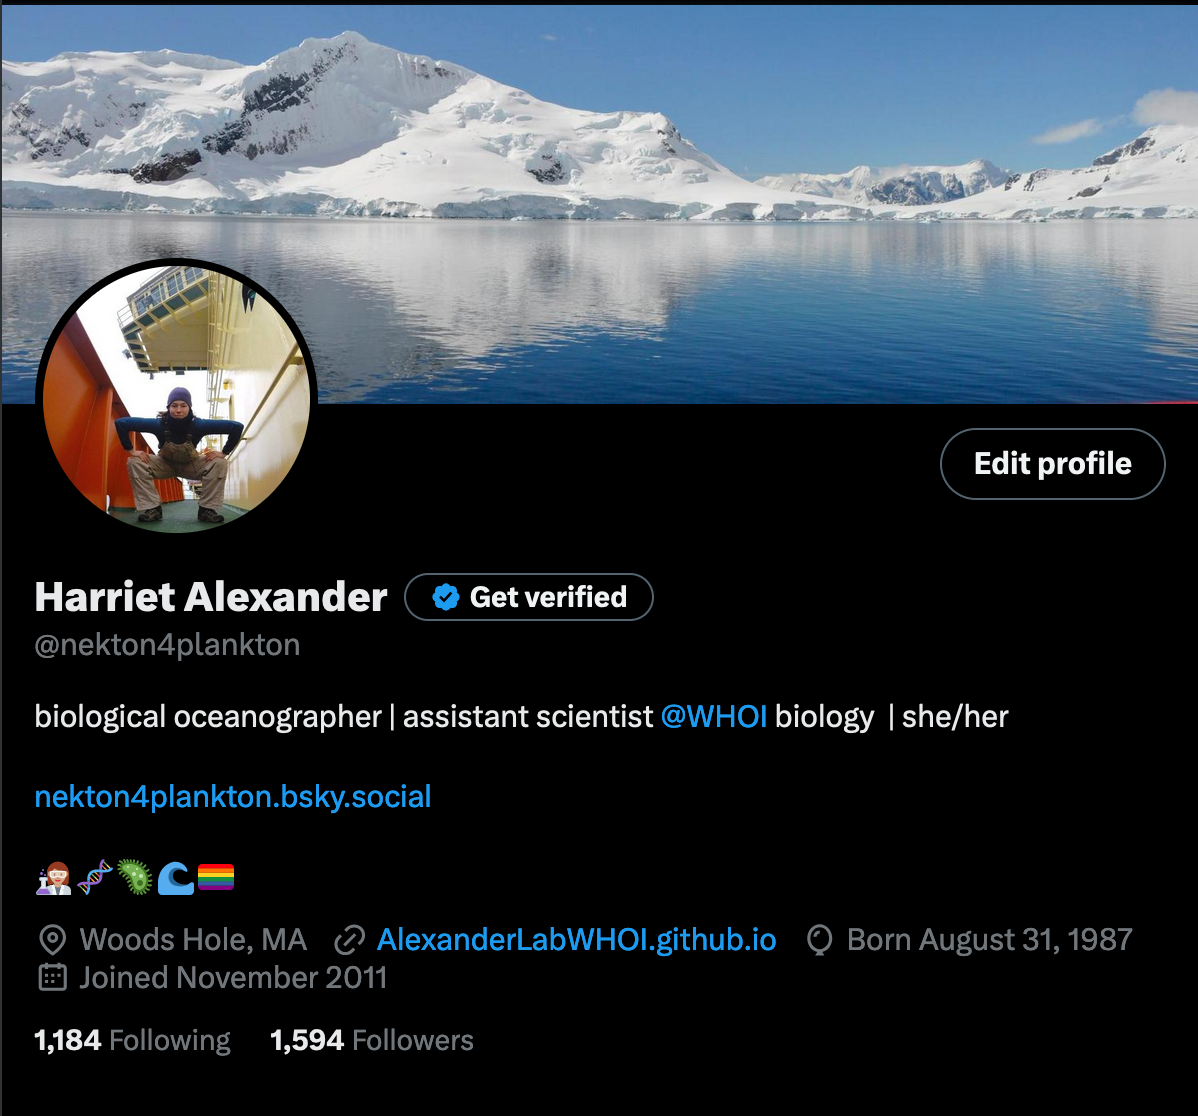 Edit profile
Harriet Alexander Get verified
@nekton4plankton
biological oceanographer | assistant scientist @WHOI biology | she/her
nekton4plankton.bsky.social
👩‍🔬🧬🦠🌊🏳️‍🌈
Woods Hole, MA AlexanderLabWHOI.github.io Born August 31, 1987
Joined November 2011
1,184 Following 1,594 Followers